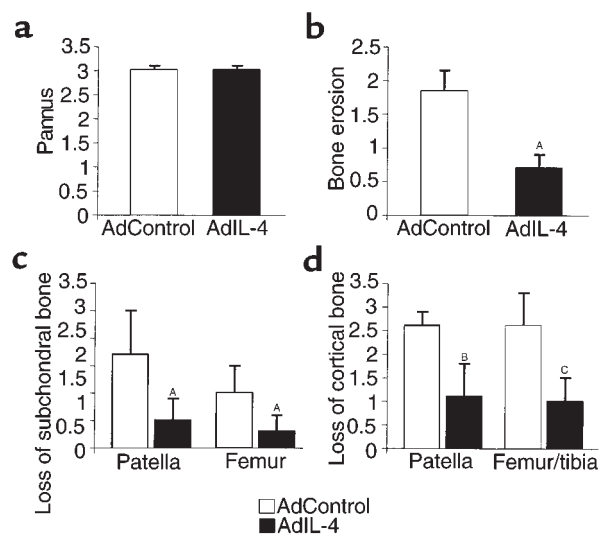 a
3.5
3
2.5
2
1.5
1
0.5
0
Pannus
AdControl AdIL-4
b
2.5
2
1.5
1
0.5
0
Bone erosion
A
AdControl AdIL-4
c
3.5
3
2.5
2
1.5
1
0.5
0
Loss of subchondral bone
A
A
Patella Femur
d
3.5
3
2.5
2
1.5
1
0.5
0
Loss of cortical bone
B
C
Patella Femur/tibia
AdControl
AdIL-4